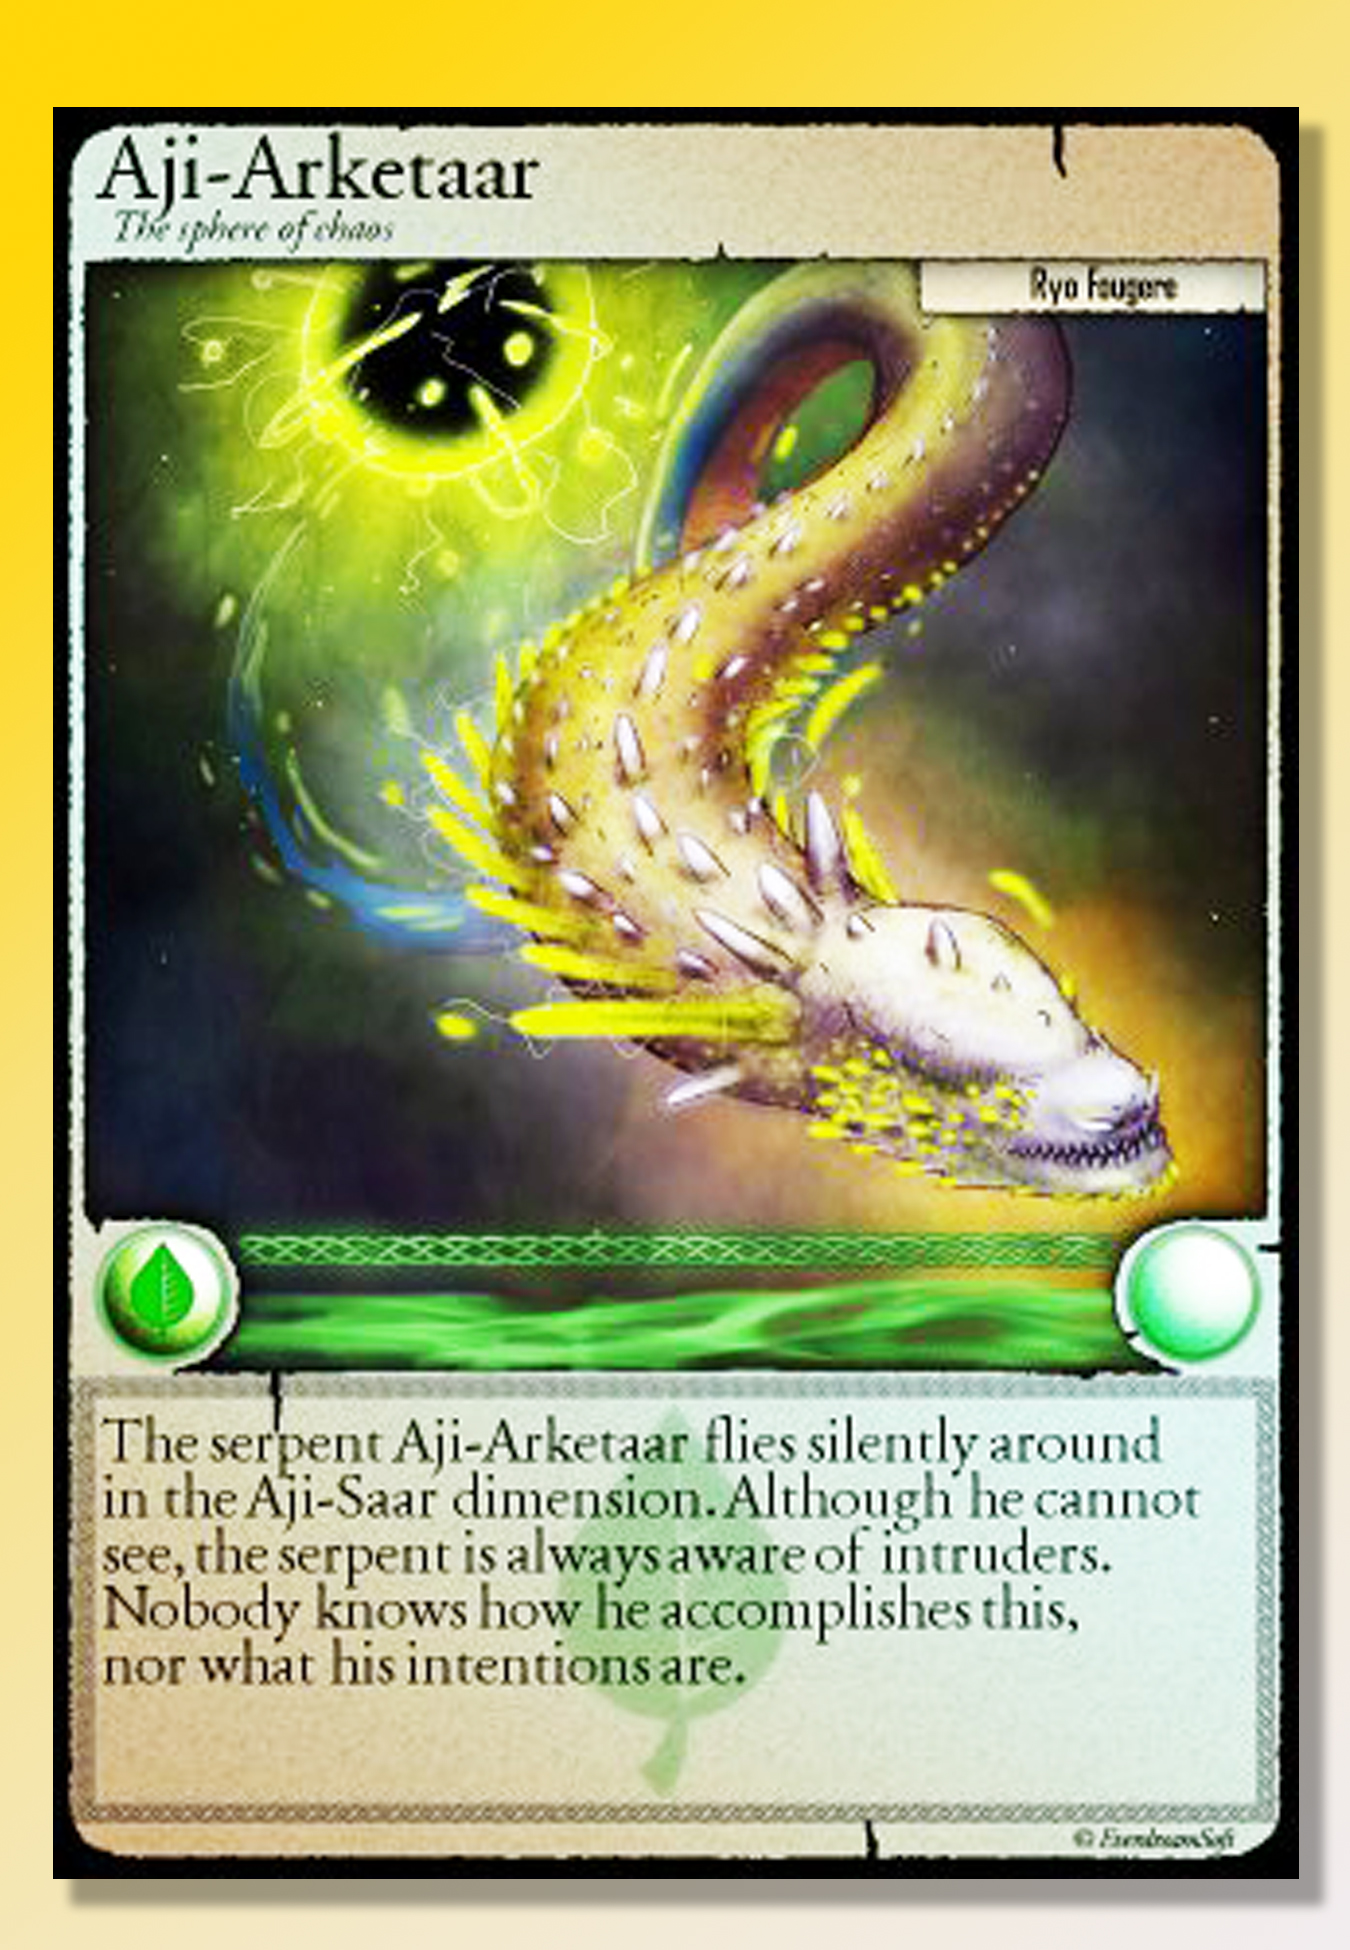 Aji-Arketaar
The sphere of chaos
Ryo Fougere
The serpent Aji-Arketaar flies silently around
in the Aji-Saar dimension. Although he cannot
see, the serpent is always aware of intruders.
Nobody knows how he accomplishes this,
nor what his intentions are.
© EverdreamSoft